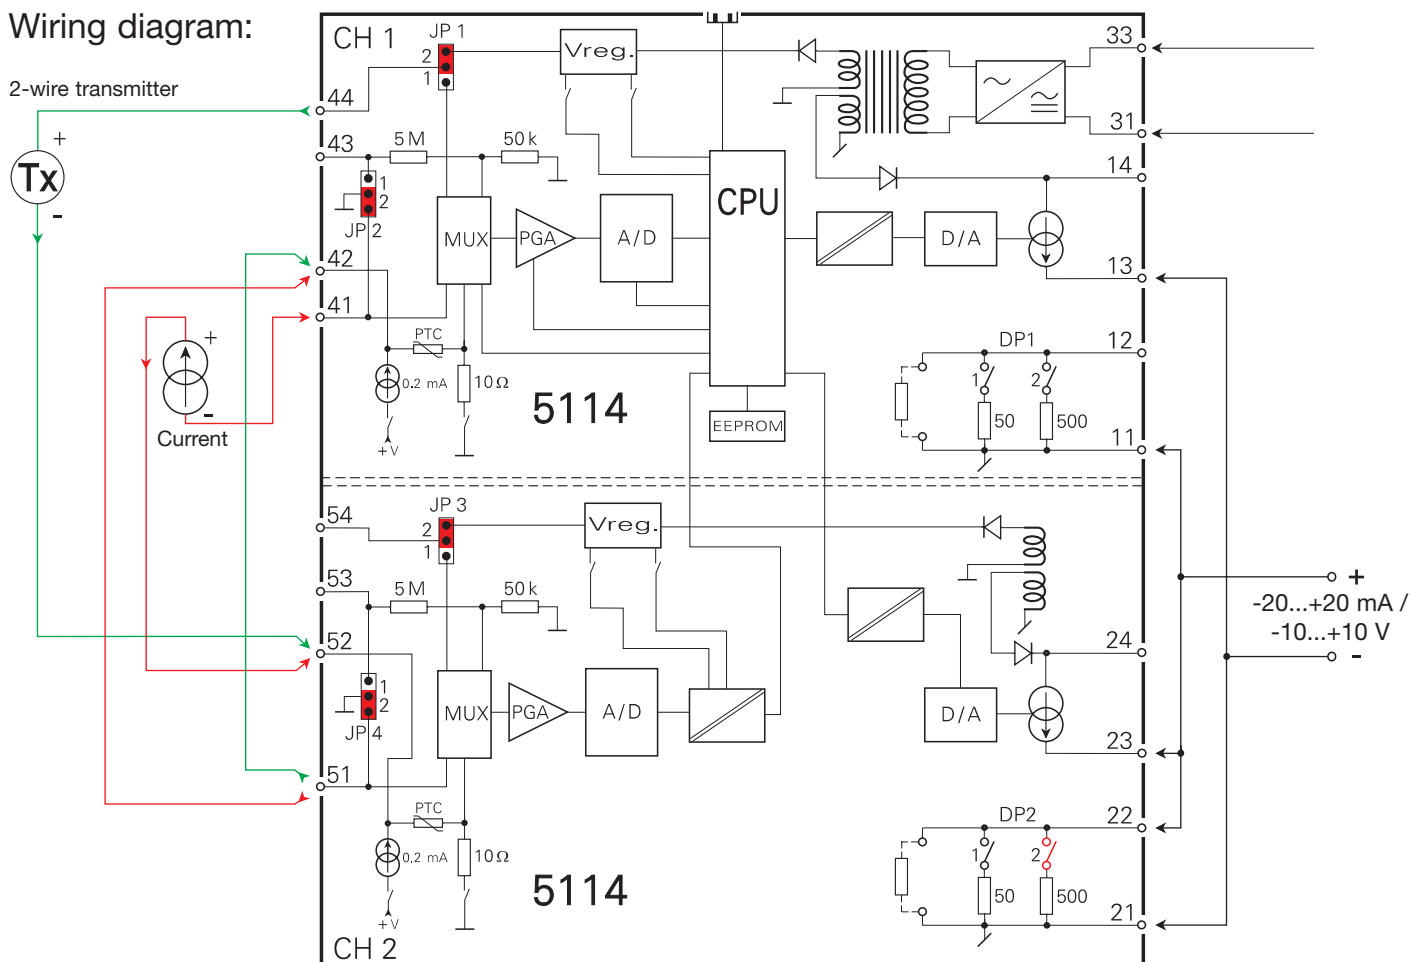 Wiring diagram:
2-wire transmitter
+
Tx
-
+
-
Current
CH 1
JP 1
2
1
Vreg.
44
43
5 M
50 k
1
2
JP 2
MUX
PGA
A/D
CPU
42
41
PTC
0.2 mA
10 Ω
+V
5114
EEPROM
33
31
14
D/A
13
12
DP1
1
2
50
500
11
54
JP 3
2
1
Vreg.
53
5 M
50 k
52
1
2
JP 4
MUX
PGA
A/D
51
PTC
0.2 mA
10 Ω
+V
5114
CH 2
24
D/A
23
22
DP2
1
2
50
500
21
+
-20...+20 mA /
-10...+10 V
-